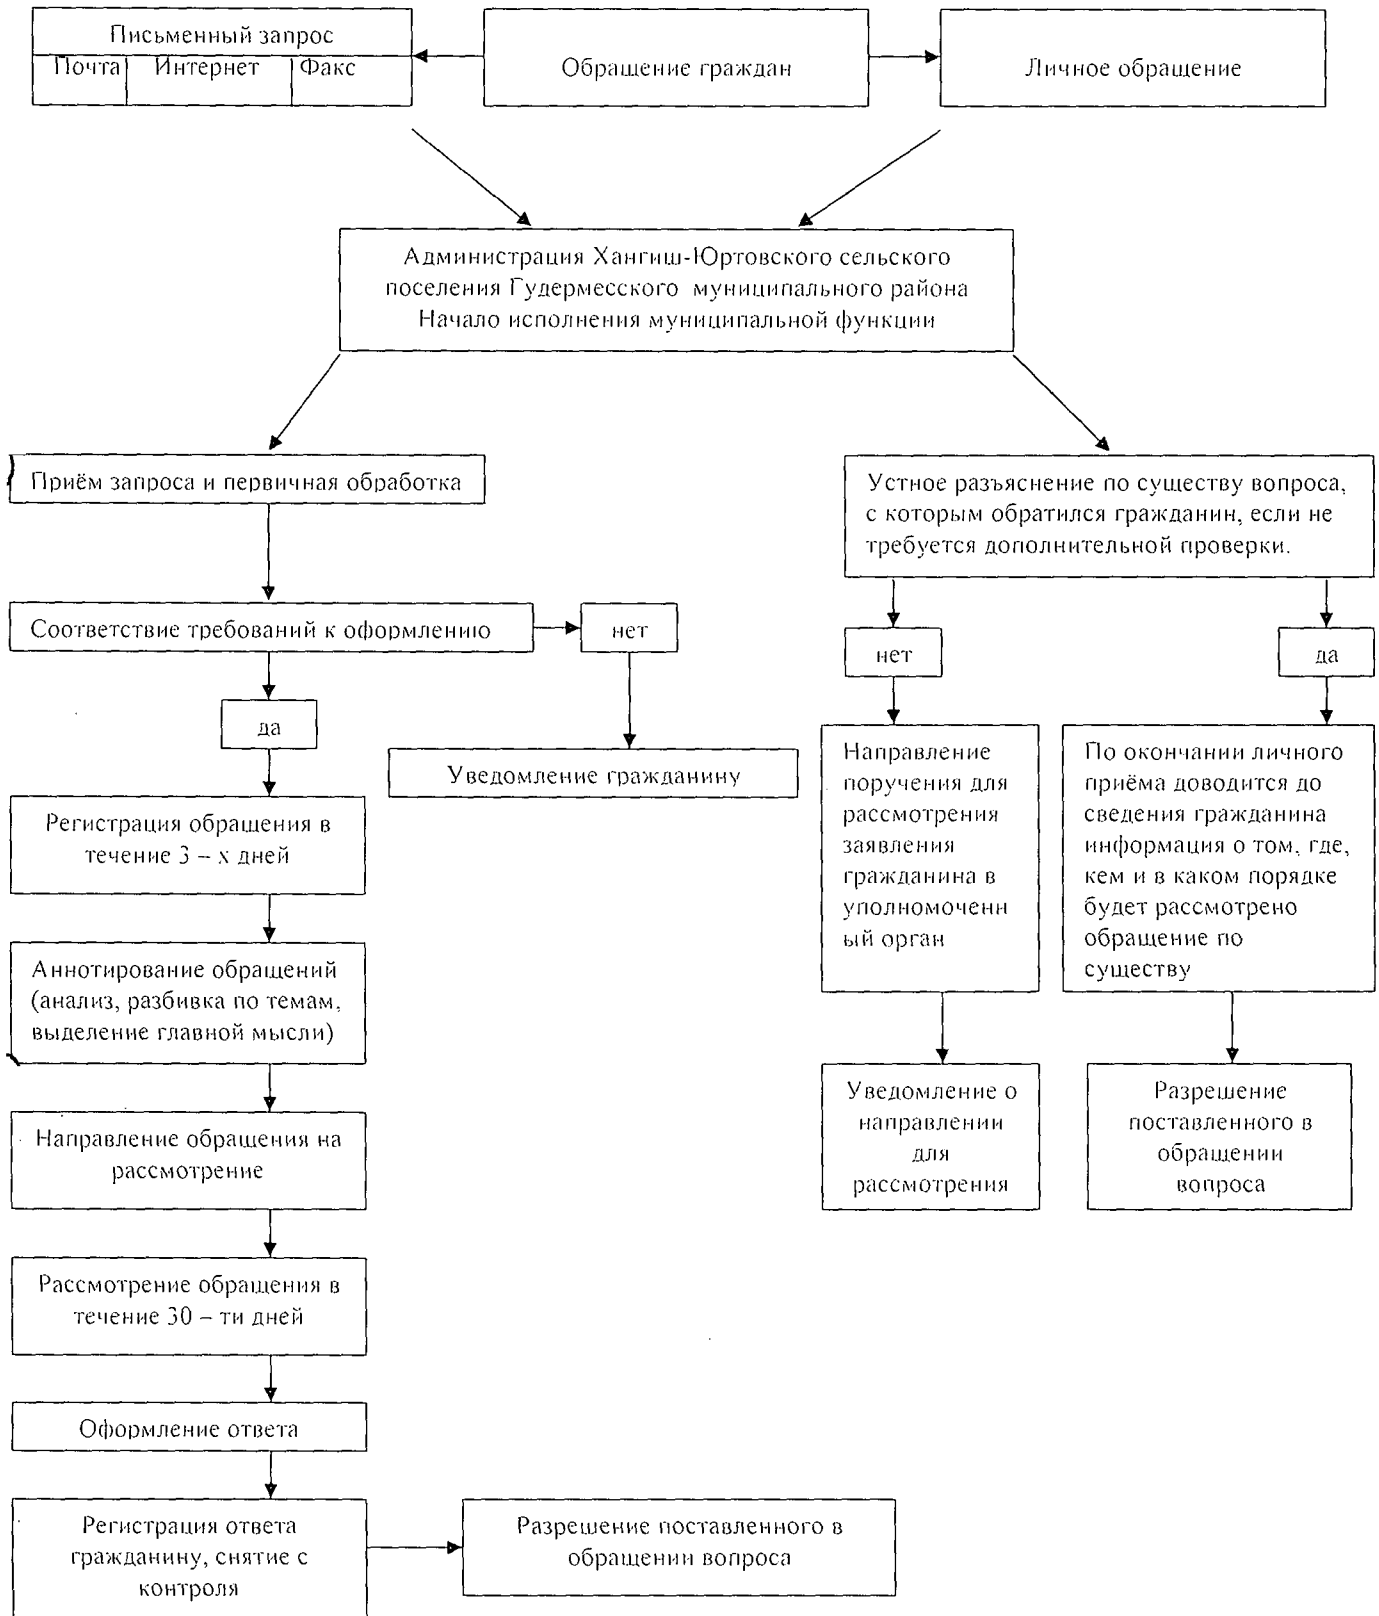 Письменный запрос
Почта Интернет Факс
Обращение граждан
Личное обращение
Администрация Хангиш-Юртовского сельского
поселения Гудермесского муниципального района
Начало исполнения муниципальной функции
Приём запроса и первичная обработка
Устное разъяснение по существу вопроса,
с которым обратился гражданин, если не
требуется дополнительной проверки.
Соответствие требований к оформлению
нет
нет
да
да
Уведомление гражданину
Направление
поручения для
рассмотрения
заявления
гражданина в
уполномоченн
ый орган
По окончании личного
приёма доводится до
сведения гражданина
информация о том, где,
кем и в каком порядке
будет рассмотрено
обращение по
существу
Регистрация обращения в
течение 3 – х дней
Аннотирование обращений
(анализ, разбивка по темам,
выделение главной мысли)
Уведомление о
направлении
для
рассмотрения
Разрешение
поставленного в
обращении
вопроса
Направление обращения на
рассмотрение
Рассмотрение обращения в
течение 30 – ти дней
Оформление ответа
Регистрация ответа
гражданину, снятие с
контроля
Разрешение поставленного в
обращении вопроса